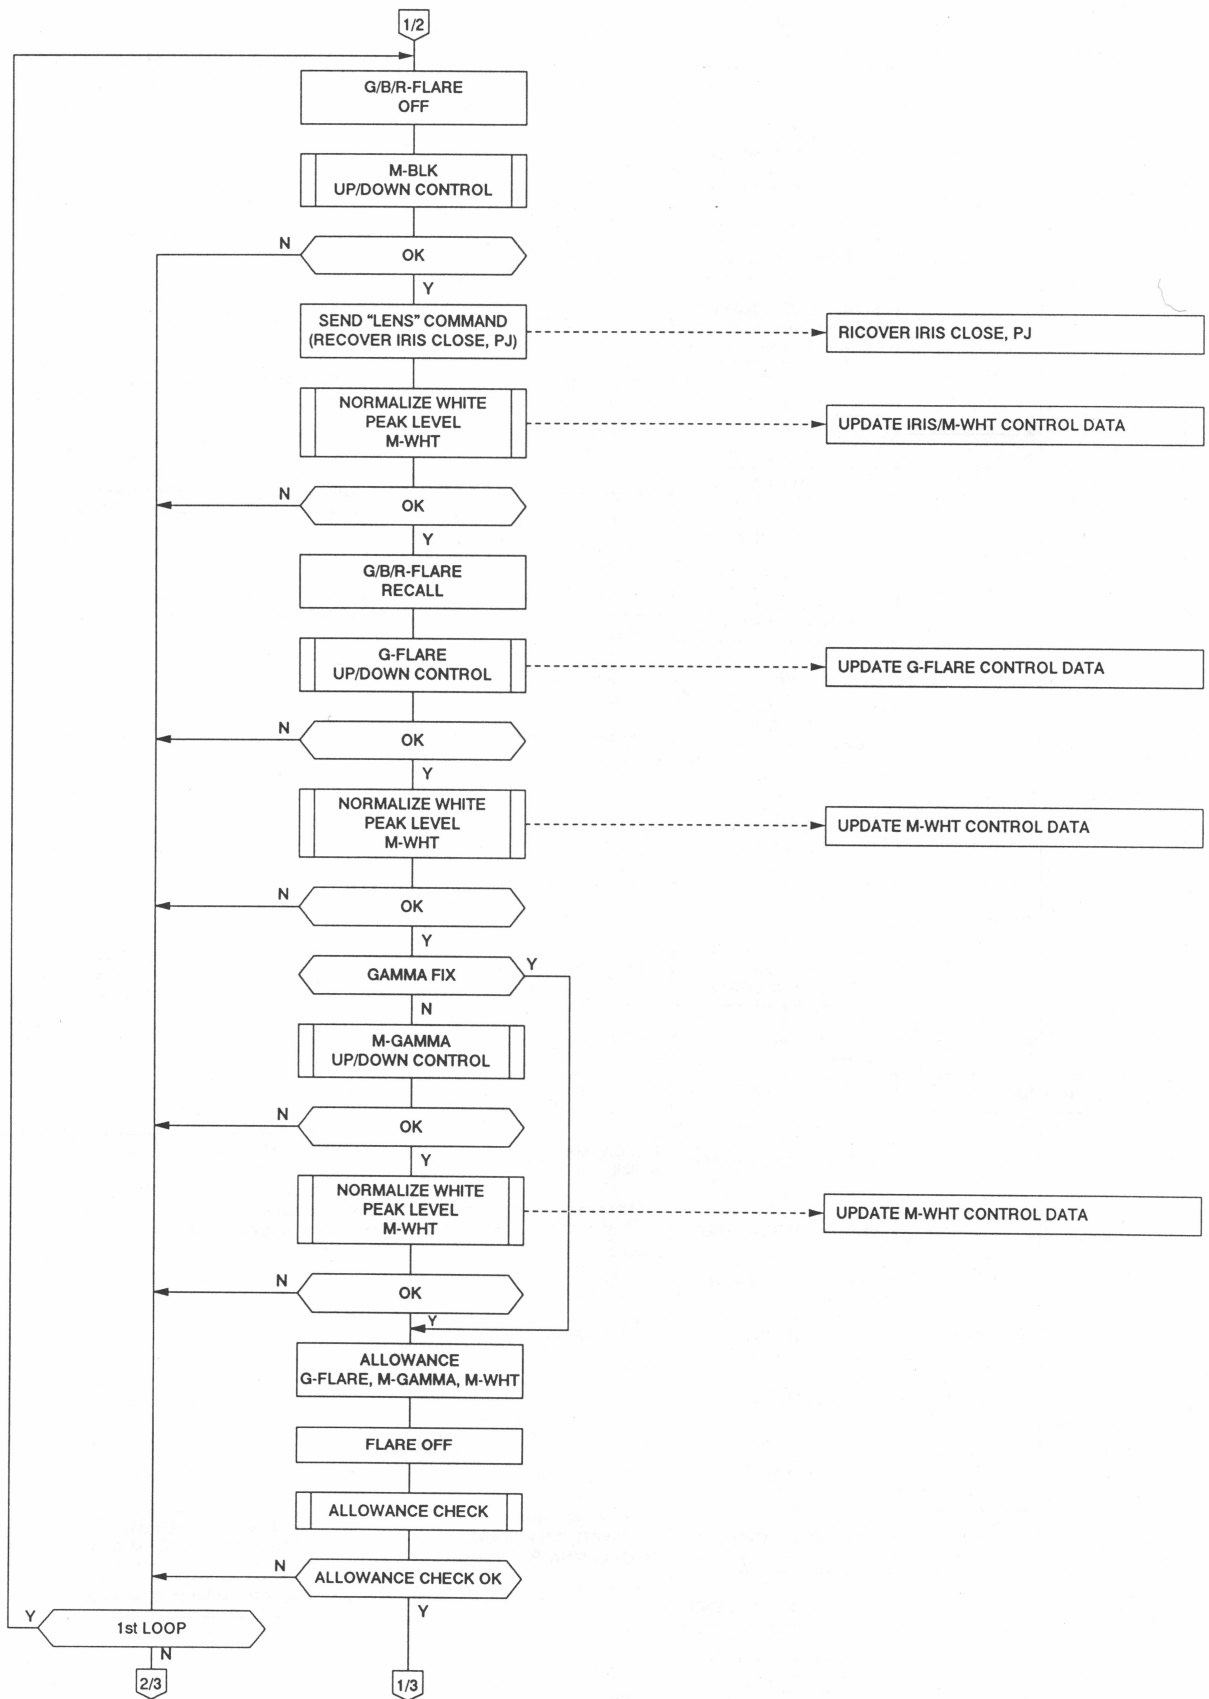 1/2
G/B/R-FLARE
OFF
M-BLK
UP/DOWN CONTROL
N
OK
Y
SEND “LENS” COMMAND
(RECOVER IRIS CLOSE, PJ)
RICOVER IRIS CLOSE, PJ
NORMALIZE WHITE
PEAK LEVEL
M-WHT
UPDATE IRIS/M-WHT CONTROL DATA
N
OK
Y
G/B/R-FLARE
RECALL
G-FLARE
UP/DOWN CONTROL
UPDATE G-FLARE CONTROL DATA
N
OK
Y
NORMALIZE WHITE
PEAK LEVEL
M-WHT
UPDATE M-WHT CONTROL DATA
N
OK
Y
GAMMA FIX
Y
N
M-GAMMA
UP/DOWN CONTROL
N
OK
Y
NORMALIZE WHITE
PEAK LEVEL
M-WHT
UPDATE M-WHT CONTROL DATA
N
OK
Y
ALLOWANCE
G-FLARE, M-GAMMA, M-WHT
FLARE OFF
ALLOWANCE CHECK
N
ALLOWANCE CHECK OK
Y
Y
1st LOOP
N
2/3
1/3